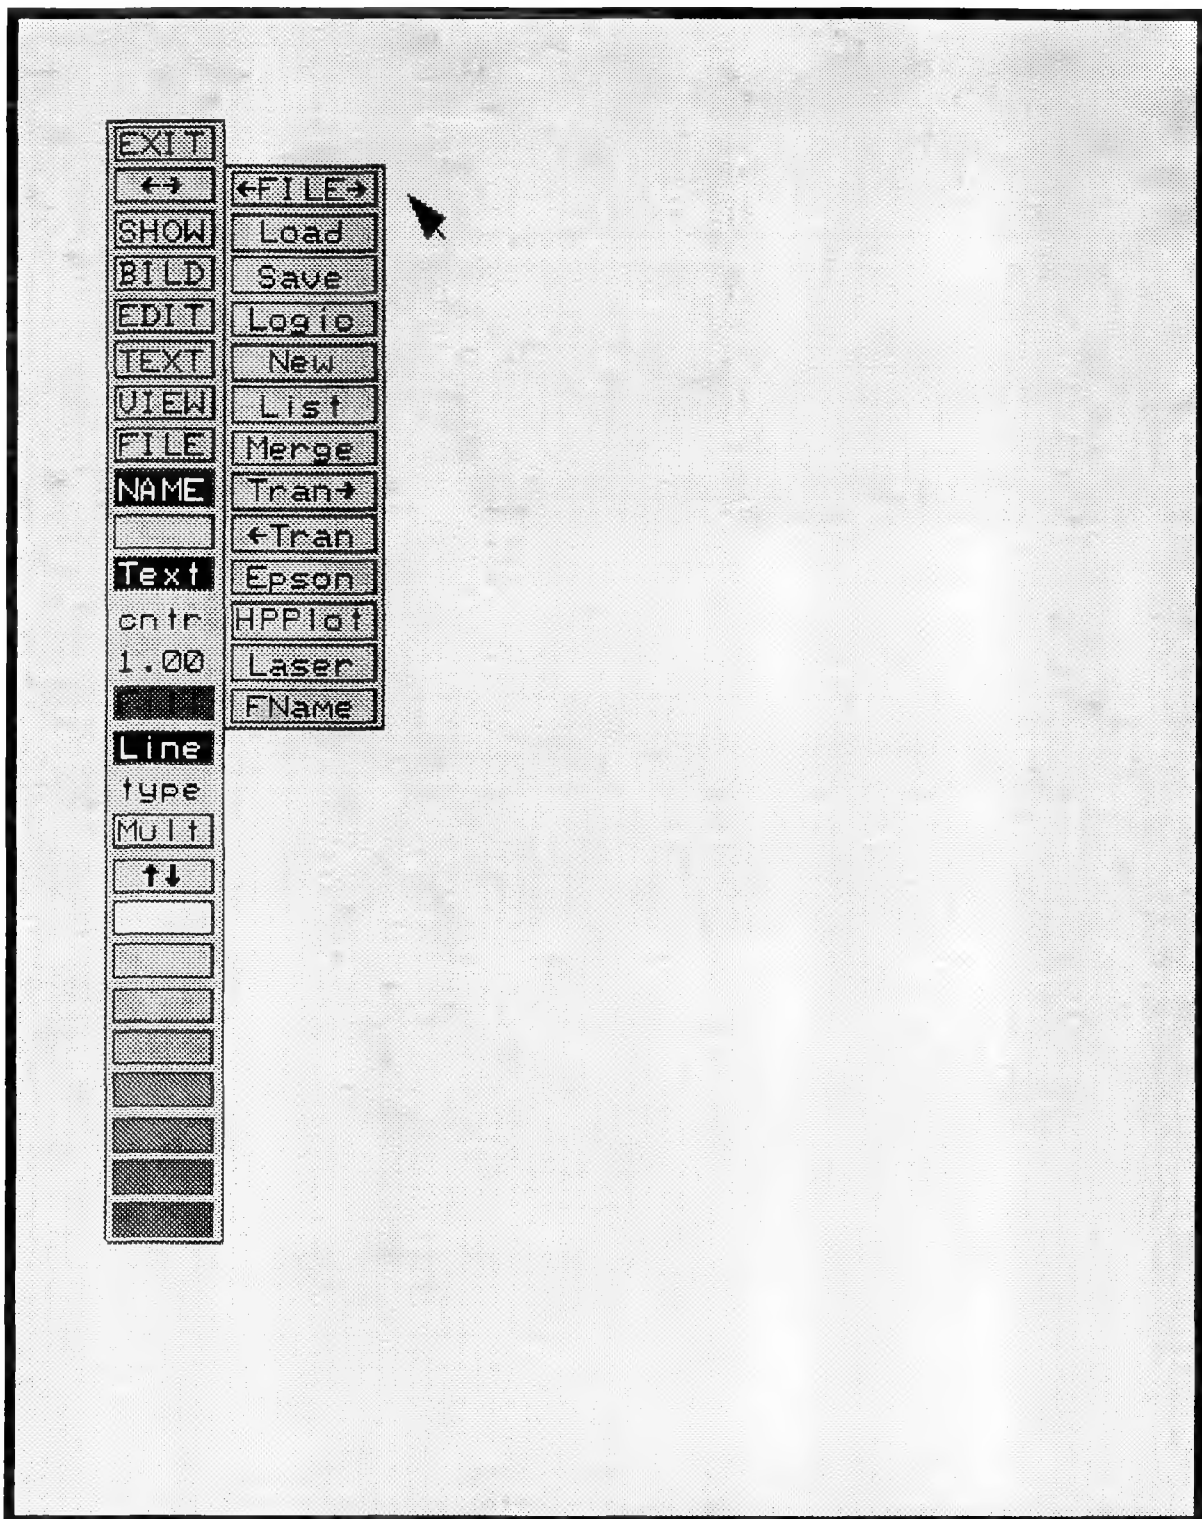 EXIT
←→
SHOW
BILD
EDIT
TEXT
VIEW
FILE
NAME
Text
cntr
1.00
Line
type
Mult
↑↓
←FILE→
Load
Save
Logio
New
List
Merge
Tran→
←Tran
Epson
HPPlot
Laser
FName